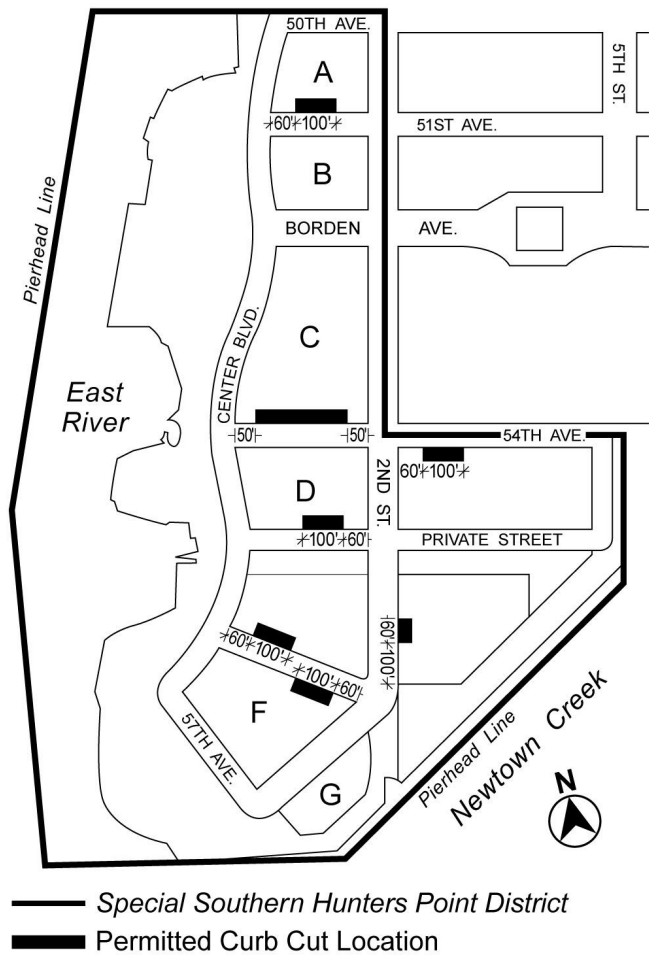 50TH AVE.
A
5TH ST.
60' 100'
51ST AVE.
B
Pierhead Line
BORDEN AVE.
C
CENTER BLVD.
East
River
50' 50'
54TH AVE.
2ND ST.
60' 100'
D
100' 60'
PRIVATE STREET
60' 100'
60' 100'
100' 60'
F
57TH AVE.
G
Pierhead Line
Newtown Creek
N
Special Southern Hunters Point District
Permitted Curb Cut Location